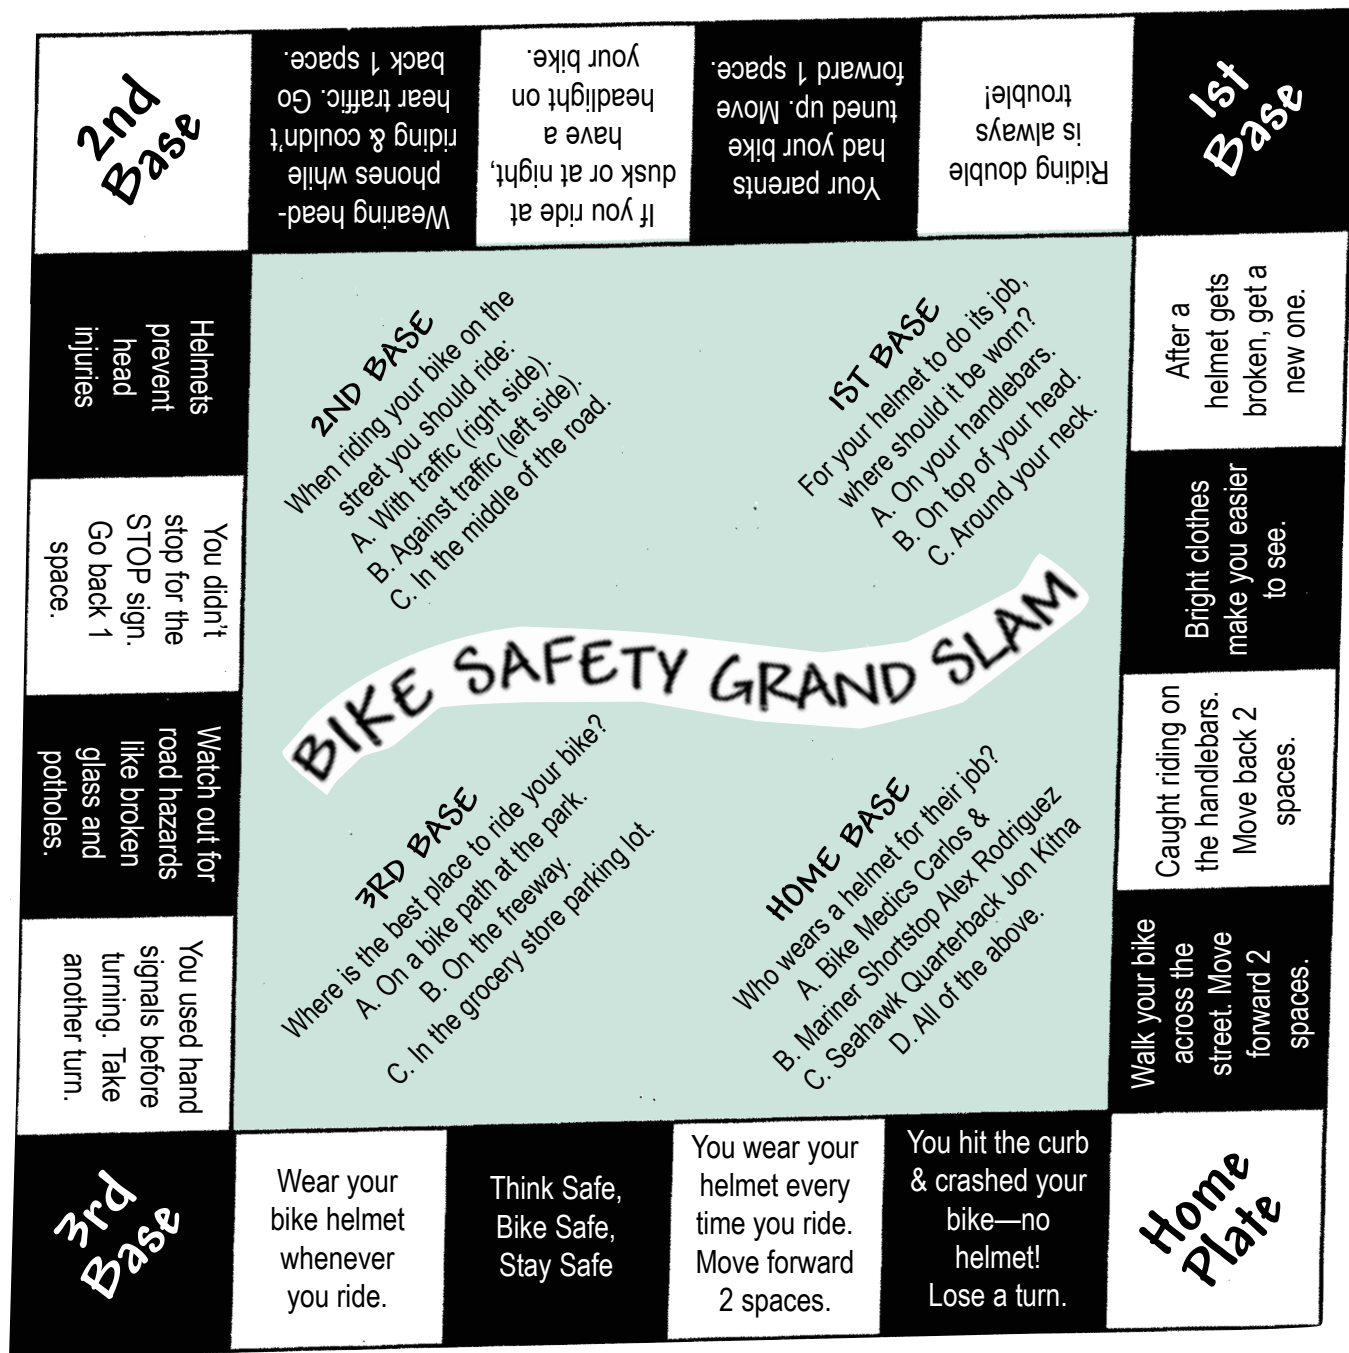 2nd
Base
Wearing head-
phones while
riding & couldn't
hear traffic. Go
back 1 space.
If you ride at
dusk or at night,
have a
headlight on
your bike.
Your parents
had your bike
tuned up. Move
forward 1 space.
Riding double
is always
trouble!
1st
Base
After a
helmet gets
broken, get a
new one.
Bright clothes
make you easier
to see.
Caught riding on
the handlebars.
Move back 2
spaces.
Walk your bike
across the
street. Move
forward 2
spaces.
Home
Plate
You hit the curb
& crashed your
bike—no
helmet!
Lose a turn.
You wear your
helmet every
time you ride.
Move forward
2 spaces.
Think Safe,
Bike Safe,
Stay Safe
Wear your
bike helmet
whenever
you ride.
3rd
Base
You used hand
signals before
turning. Take
another turn.
Watch out for
road hazards
like broken
glass and
potholes.
You didn't
stop for the
STOP sign.
Go back 1
space.
Helmets
prevent
head
injuries
2ND BASE
When riding your bike on the
street you should ride:
A. With traffic (right side).
B. Against traffic (left side).
C. In the middle of the road.
1ST BASE
For your helmet to do its job,
where should it be worn?
A. On your handlebars.
B. On top of your head.
C. Around your neck.
BIKE SAFETY GRAND SLAM
3RD BASE
Where is the best place to ride your bike?
A. On a bike path at the park.
B. On the freeway.
C. In the grocery store parking lot.
HOME BASE
Who wears a helmet for their job?
A. Bike Medics Carlos &
B. Mariner Shortstop Alex Rodriguez
C. Seahawk Quarterback Jon Kitna
D. All of the above.